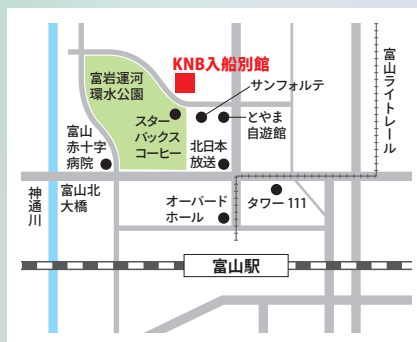 KNB入船別館
サンフォルテ
富岩運河
環水公園
スター
バックス
コーヒー
とやま
自遊館
北日本
放送
富山
赤十字
病院
富山ライトレール
神通川
富山北
大橋
オーバード
ホール
タワー111
富山駅